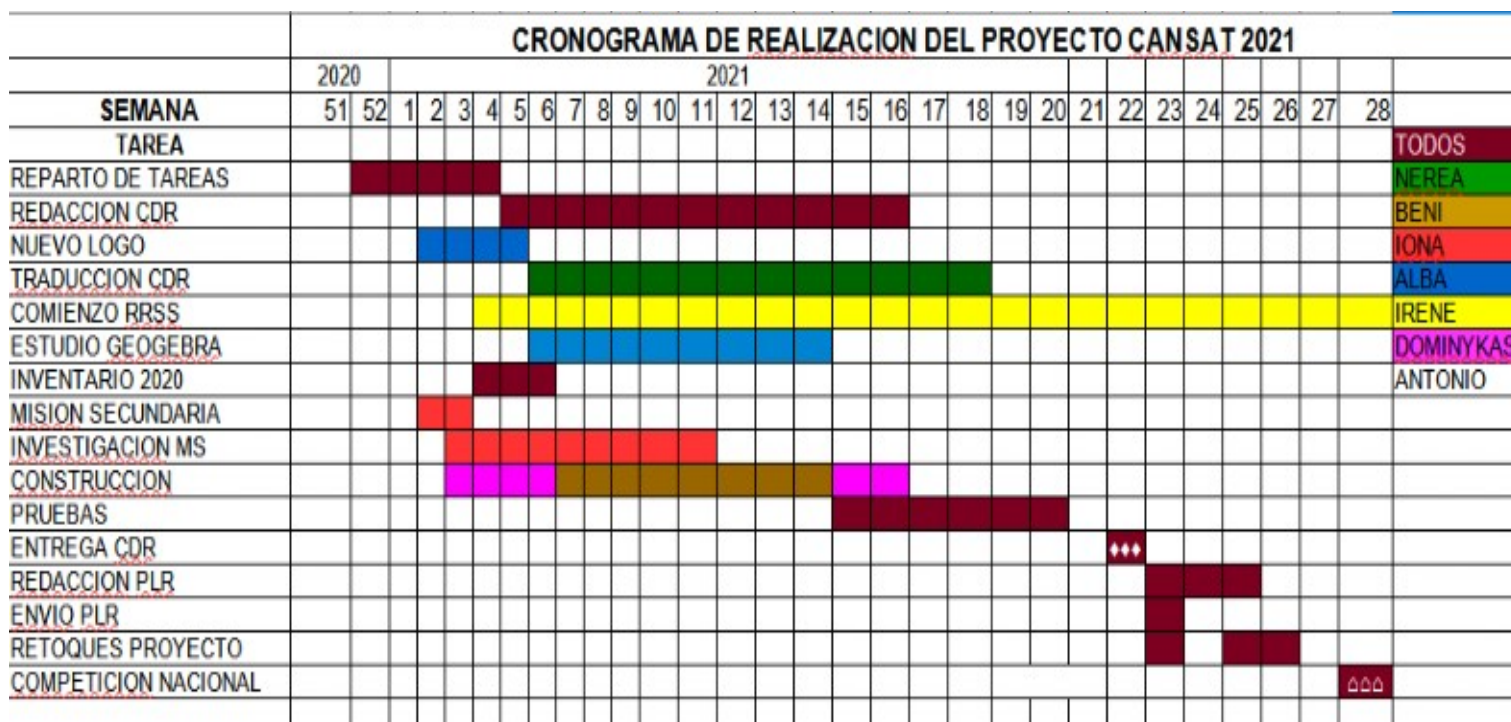 CRONOGRAMA DE REALIZACION DEL PROYECTO CANSAT 2021
2020 2021
SEMANA 51 52 1 2 3 4 5 6 7 8 9 10 11 12 13 14 15 16 17 18 19 20 21 22 23 24 25 26 27 28
TAREA TODOS
REPARTO DE TAREAS NEREA
REDACCION CDR BENI
NUEVO LOGO IONA
TRADUCCION CDR ALBA
COMIENZO RRSS IRENE
ESTUDIO GEOGEBRA DOMINYKAS
INVENTARIO 2020 ANTONIO
MISION SECUNDARIA
INVESTIGACION MS
CONSTRUCCION
PRUEBAS
ENTREGA CDR ♦♦♦
REDACCION PLR
ENVIO PLR
RETOQUES PROYECTO
COMPETICION NACIONAL ⌂⌂⌂